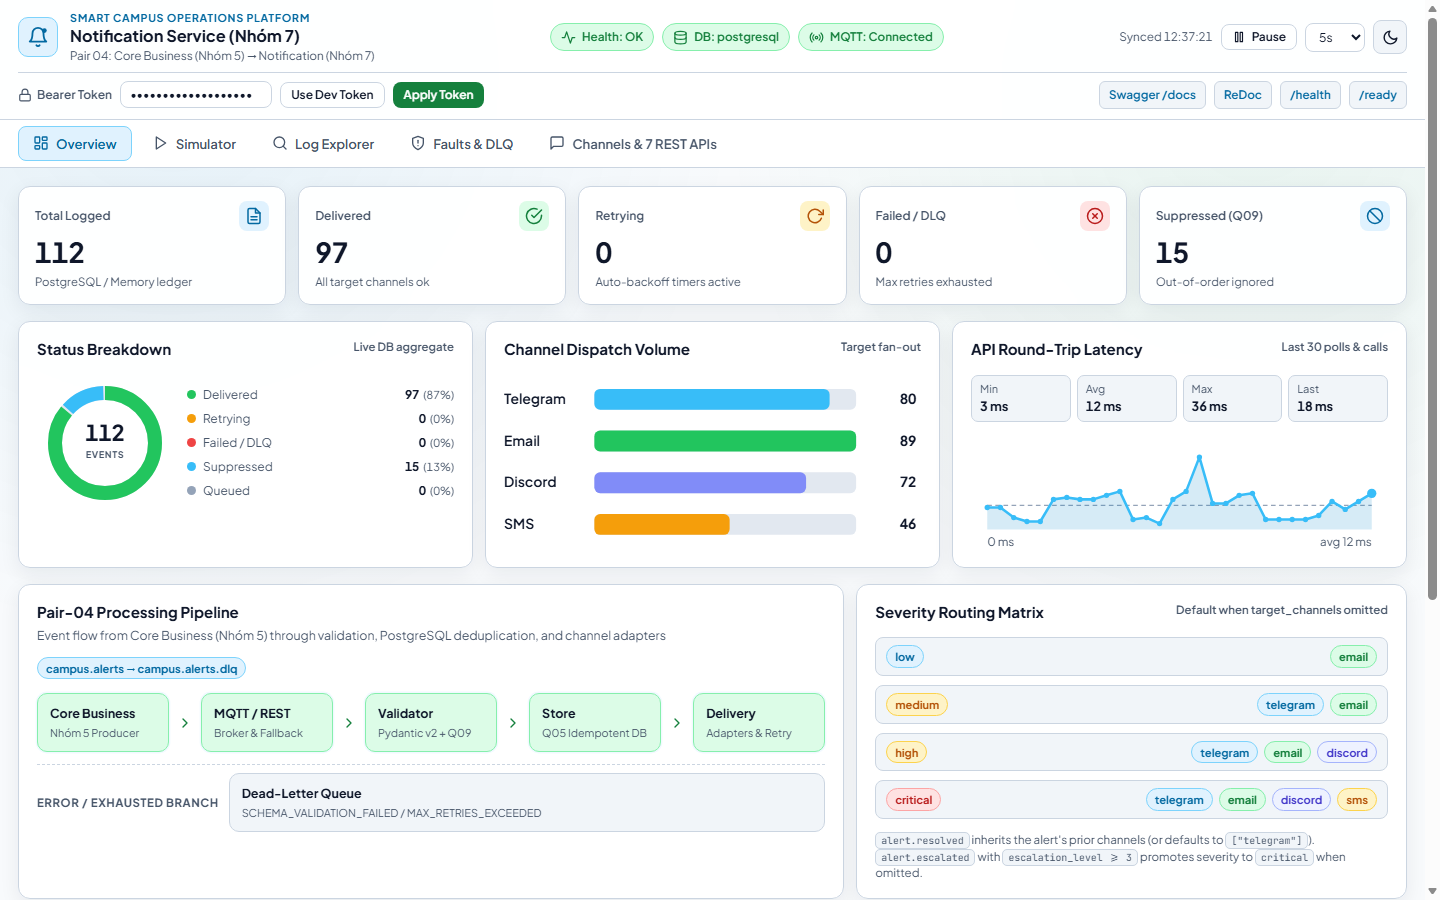 SMART CAMPUS OPERATIONS PLATFORM
Notification Service (Nhóm 7)
Pair 04: Core Business (Nhóm 5) → Notification (Nhóm 7)
Health: OK
DB: postgresql
MQTT: Connected
Synced 12:37:21
Pause
5s
Bearer Token
••••••••••••••••••
Use Dev Token
Apply Token
Swagger /docs
ReDoc
/health
/ready
Overview
Simulator
Log Explorer
Faults & DLQ
Channels & 7 REST APIs
Total Logged
112
PostgreSQL / Memory ledger
Delivered
97
All target channels ok
Retrying
0
Auto-backoff timers active
Failed / DLQ
0
Max retries exhausted
Suppressed (Q09)
15
Out-of-order ignored
Status Breakdown
Live DB aggregate
112
EVENTS
Delivered 97 (87%)
Retrying 0 (0%)
Failed / DLQ 0 (0%)
Suppressed 15 (13%)
Queued 0 (0%)
Channel Dispatch Volume
Target fan-out
Telegram 80
Email 89
Discord 72
SMS 46
API Round-Trip Latency
Last 30 polls & calls
Min
3 ms
Avg
12 ms
Max
36 ms
Last
18 ms
0 ms
avg 12 ms
Pair-04 Processing Pipeline
Event flow from Core Business (Nhóm 5) through validation, PostgreSQL deduplication, and channel adapters
campus.alerts → campus.alerts.dlq
Core Business
Nhóm 5 Producer
MQTT / REST
Broker & Fallback
Validator
Pydantic v2 + Q09
Store
Q05 Idempotent DB
Delivery
Adapters & Retry
ERROR / EXHAUSTED BRANCH
Dead-Letter Queue
SCHEMA_VALIDATION_FAILED / MAX_RETRIES_EXCEEDED
Severity Routing Matrix
Default when target_channels omitted
low email
medium telegram email
high telegram email discord
critical telegram email discord sms
alert.resolved inherits the alert's prior channels (or defaults to ["telegram"]).
alert.escalated with escalation_level ≥ 3 promotes severity to critical when
omitted.